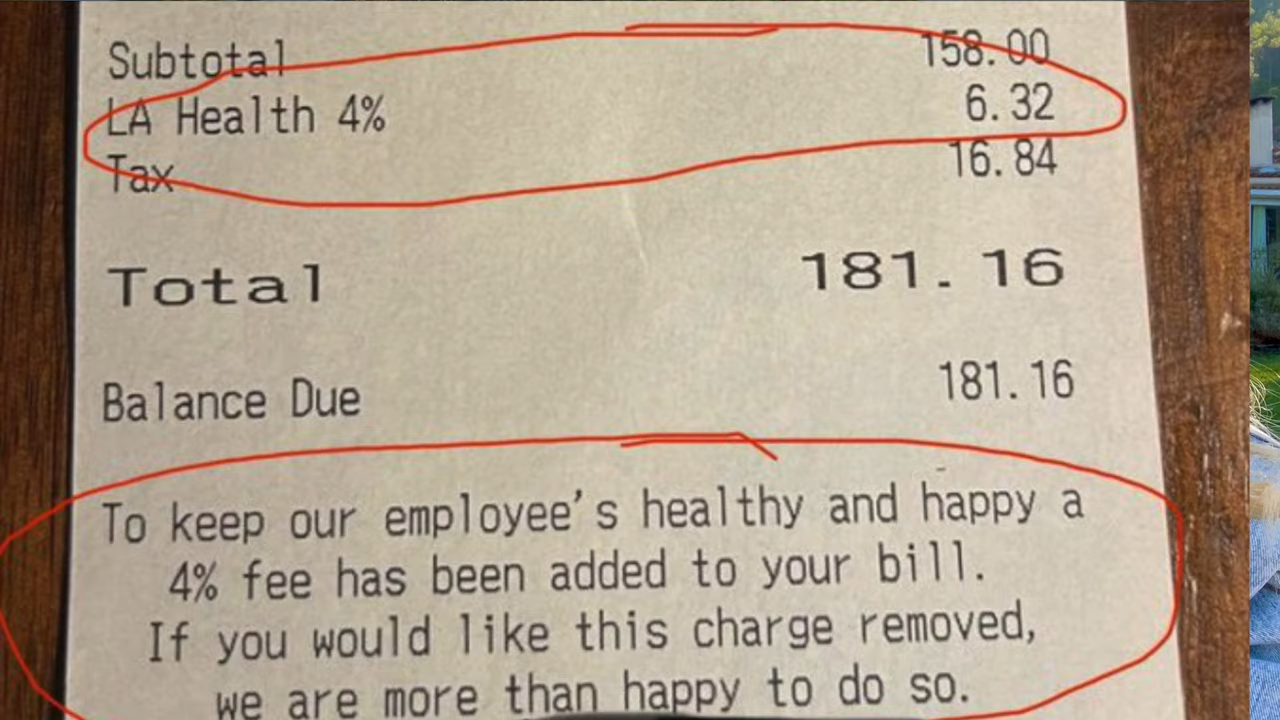 Subtotal 158.00
LA Health 4% 6.32
Tax 16.84
Total 181.16
Balance Due 181.16
To keep our employee's healthy and happy a
4% fee has been added to your bill.
If you would like this charge removed,
we are more than happy to do so.